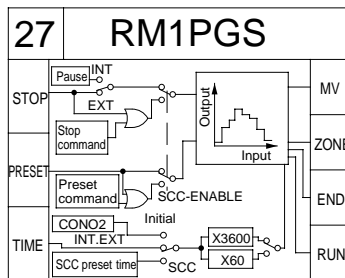 27 RM1PGS
Pause INT
STOP
EXT
Stop
command
PRESET
Preset
command
SCC-ENABLE
Initial
CONO2
INT.EXT
TIME
SCC preset time
SCC
X3600
X60
Output
Input
MV
ZONE
END
RUN